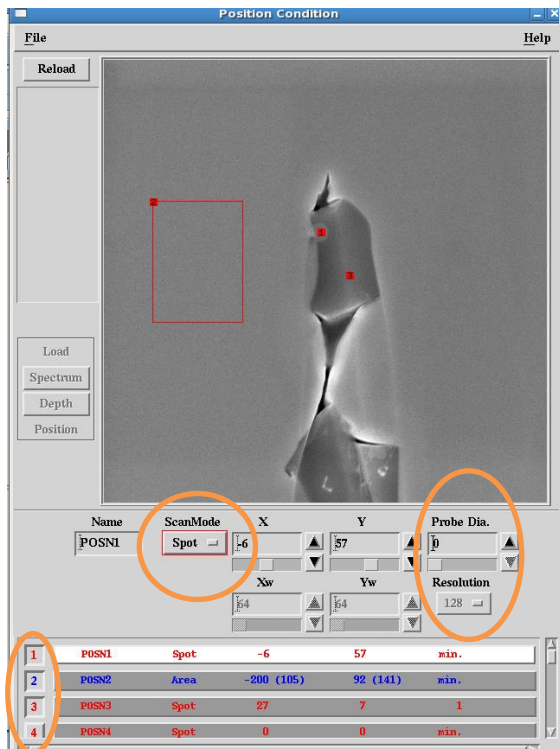 Position Condition
File Help
Reload
2
1
3
Load
Spectrum
Depth
Position
Name ScanMode X Y Probe Dia.
POSN1 Spot -6 57 0
Xw Yw Resolution
64 64 128
1 POSN1 Spot -6 57 min.
2 POSN2 Area -200 (105) 92 (141) min.
3 POSN3 Spot 27 7 1
4 POSN4 Spot 0 0 min.